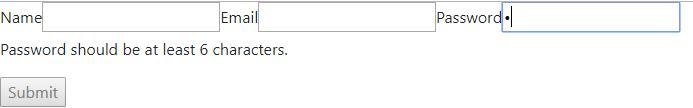 Name Email Password •
Password should be at least 6 characters.
Submit